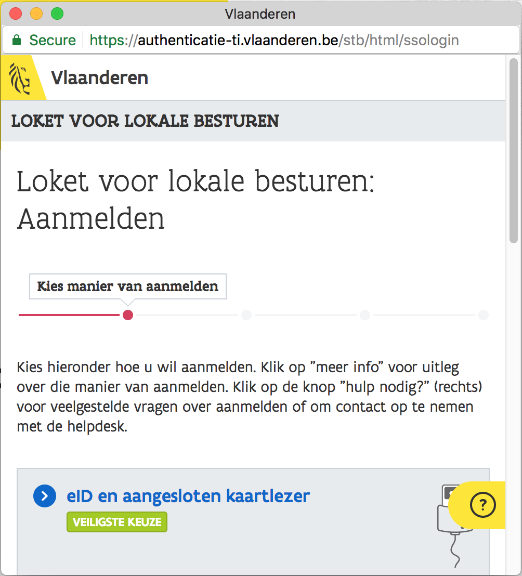 Vlaanderen
Secure https://authenticatie-ti.vlaanderen.be/stb/html/ssologin
Vlaanderen
LOKET VOOR LOKALE BESTUREN
Loket voor lokale besturen:
Aanmelden
Kies manier van aanmelden
Kies hieronder hoe u wil aanmelden. Klik op "meer info" voor uitleg
over die manier van aanmelden. Klik op de knop "hulp nodig?" (rechts)
voor veelgestelde vragen over aanmelden of om contact op te nemen
met de helpdesk.
eID en aangesloten kaartlezer
VEILIGSTE KEUZE
?